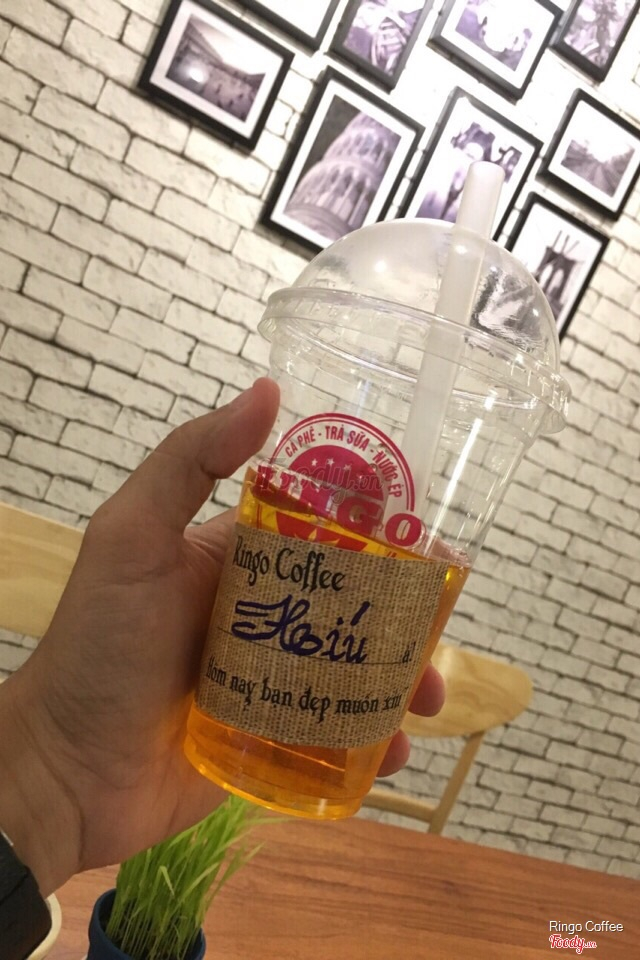 CÀ PHÊ - TRÀ SỮA - NƯỚC ÉP
Ringo Coffee
Hiếu à!
Hôm nay bạn đẹp muốn xỉu
Ringo Coffee
Foody.vn